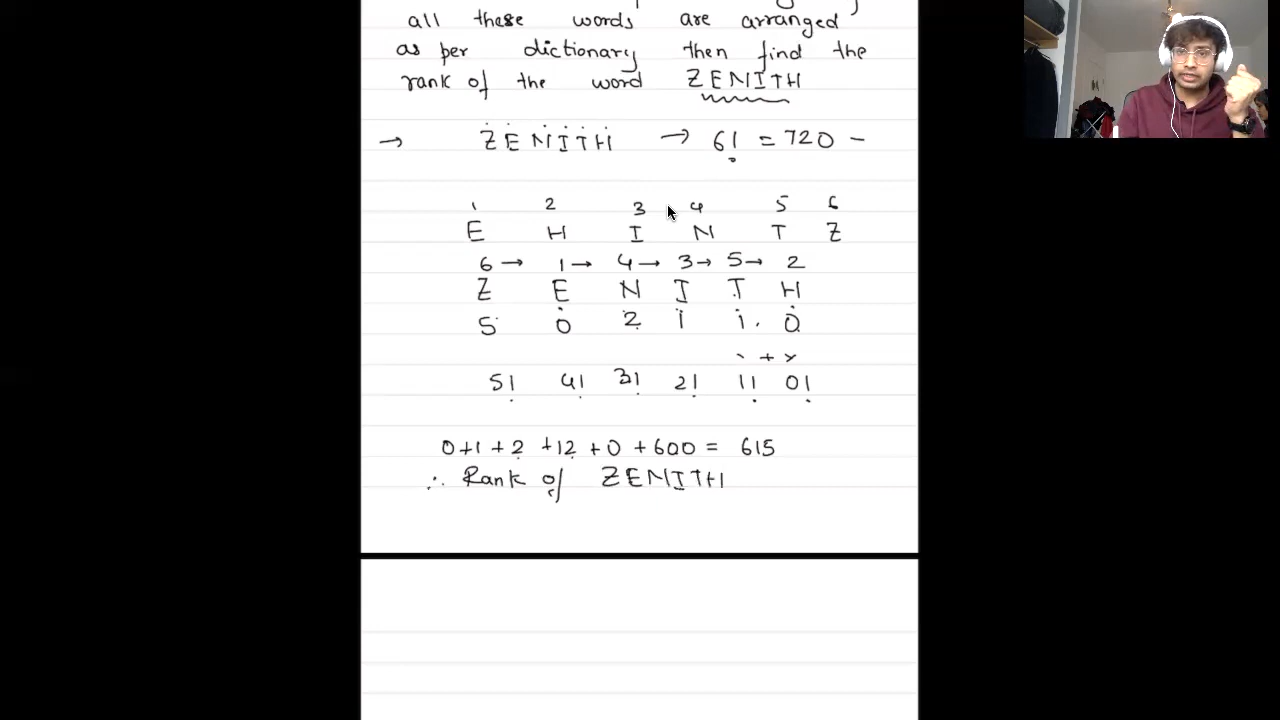 all these words are arranged
as per dictionary then find the
rank of the word ZENITH
→ ZENITH → 6! = 720 –
1 2 3 4 5 6
E H I N T Z
6 → 1 → 4 → 3 → 5 → 2
Z E N I T H
5 0 2 1 1. 0
+
5! 4! 3! 2! 1! 0!
0+1 +2 +12 +0 +600 = 615
∴ Rank of ZENITH